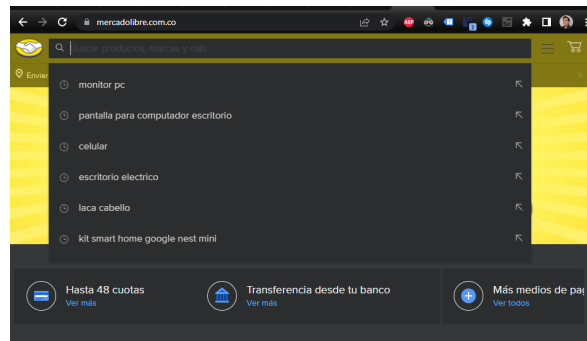 mercadolibre.com.co
Buscar productos, marcas y más...
Enviar
monitor pc
pantalla para computador escritorio
celular
escritorio electrico
laca cabello
kit smart home google nest mini
Hasta 48 cuotas
Ver más
Transferencia desde tu banco
Ver más
Más medios de pag
Ver todos